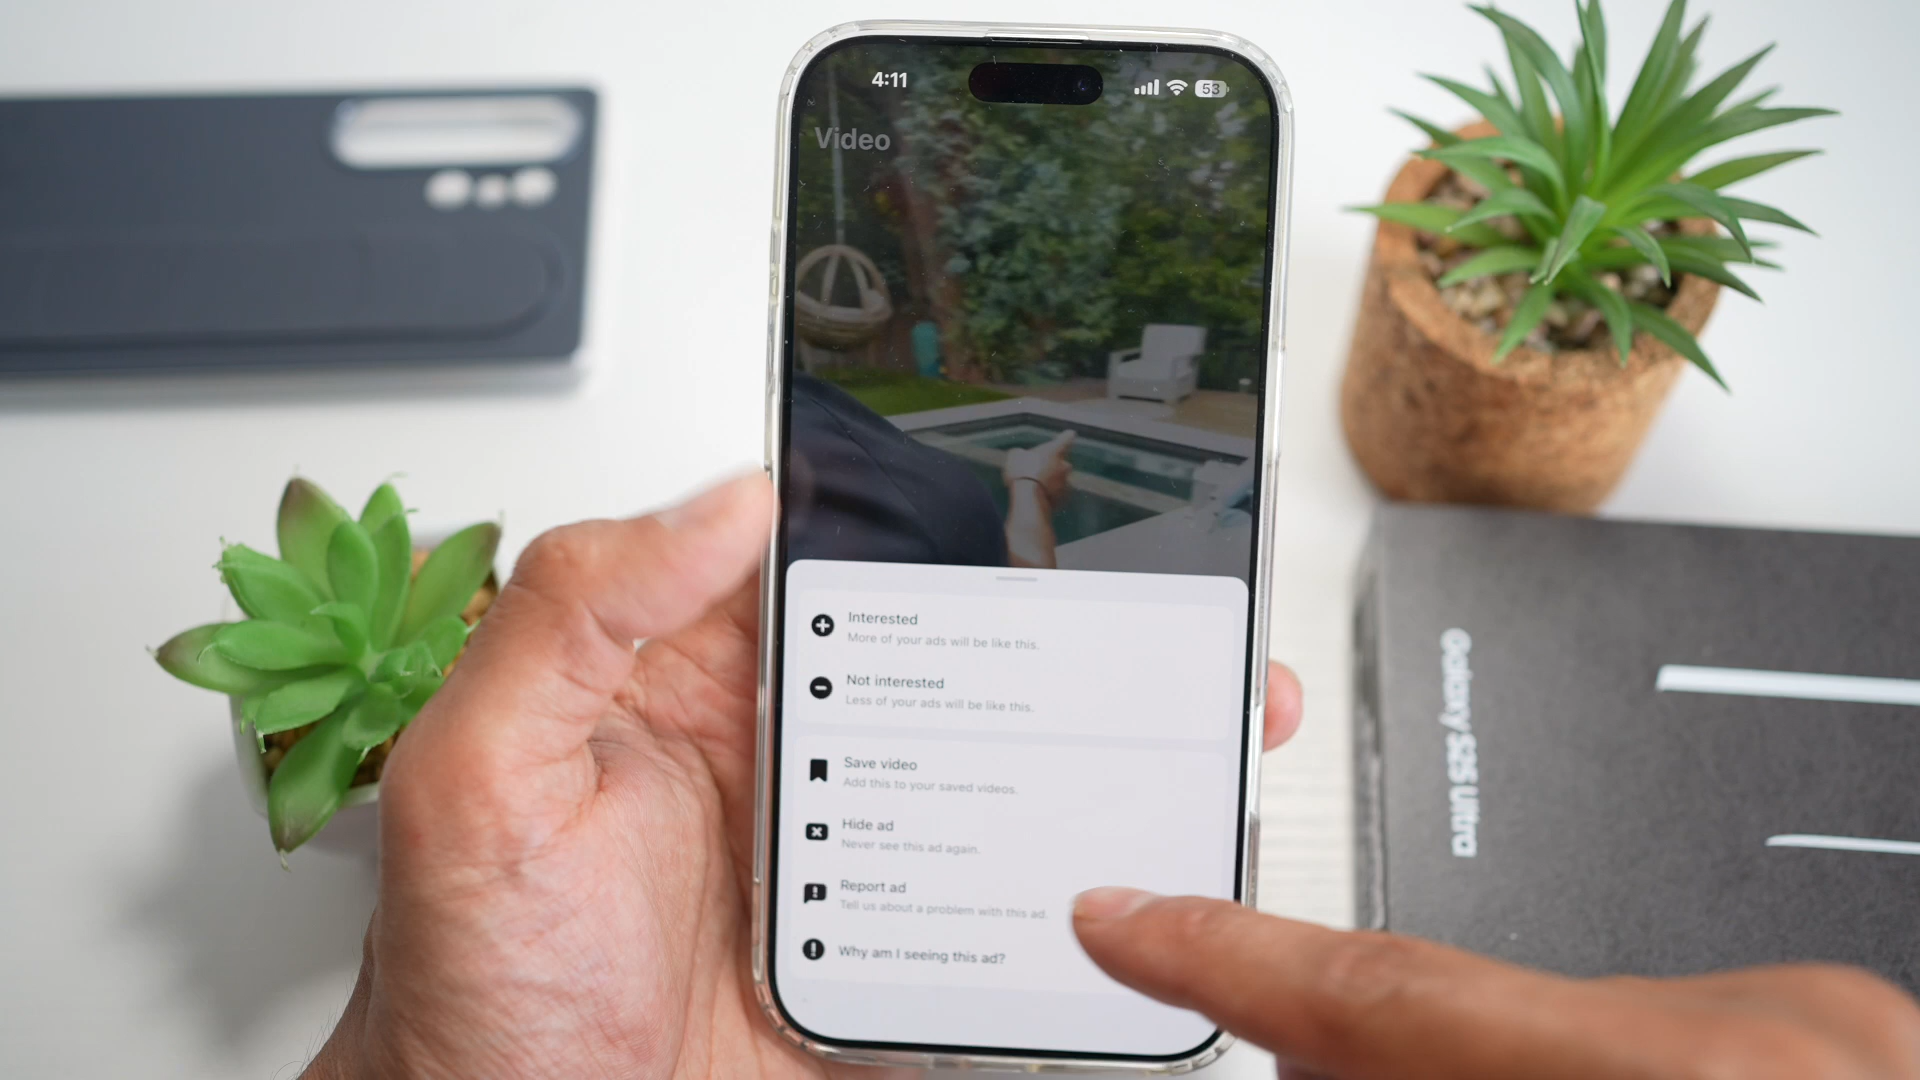 4:11
53
Video
Interested
More of your ads will be like this.
Not interested
Less of your ads will be like this.
Save video
Add this to your saved videos.
Hide ad
Never see this ad again.
Report ad
Tell us about a problem with this ad.
Why am I seeing this ad?
Galaxy S25 Ultra